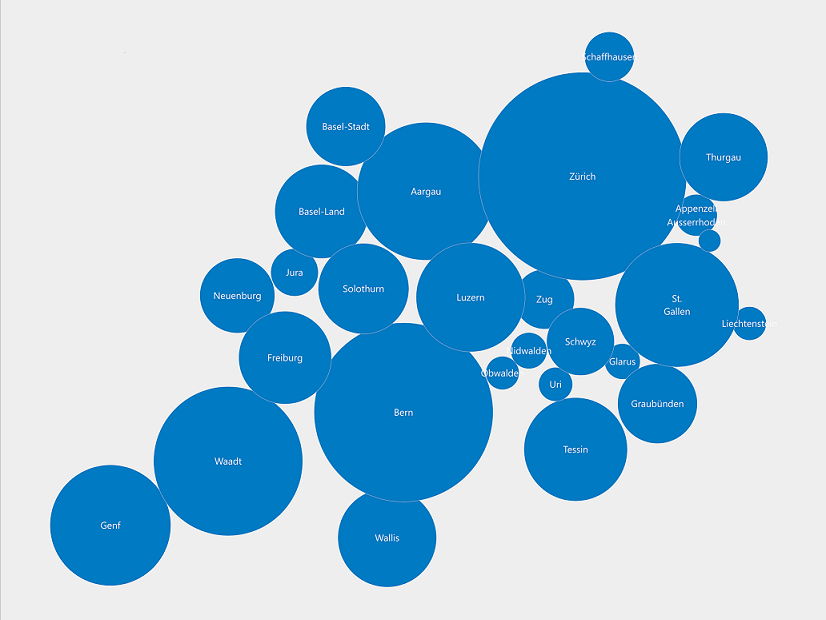 Schaffhausen
Basel-Stadt
Thurgau
Zürich
Aargau
Basel-Land
Appenzell
Ausserrhoden
Jura
Solothurn
Neuenburg
Luzern
Zug
St.
Gallen
Liechtenstein
Schwyz
Nidwalden
Freiburg
Glarus
Obwalden
Uri
Graubünden
Bern
Tessin
Waadt
Genf
Wallis